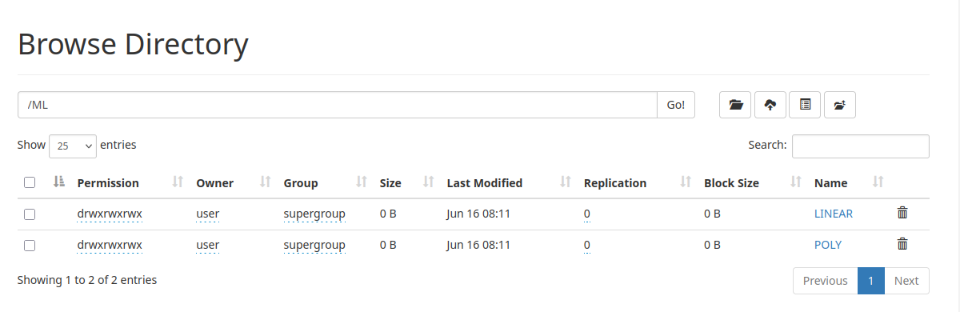 Browse Directory
/ML Go!
Show 25 entries Search:
Permission Owner Group Size Last Modified Replication Block Size Name
drwxrwxrwx user supergroup 0 B Jun 16 08:11 0 0 B LINEAR
drwxrwxrwx user supergroup 0 B Jun 16 08:11 0 0 B POLY
Showing 1 to 2 of 2 entries Previous 1 Next